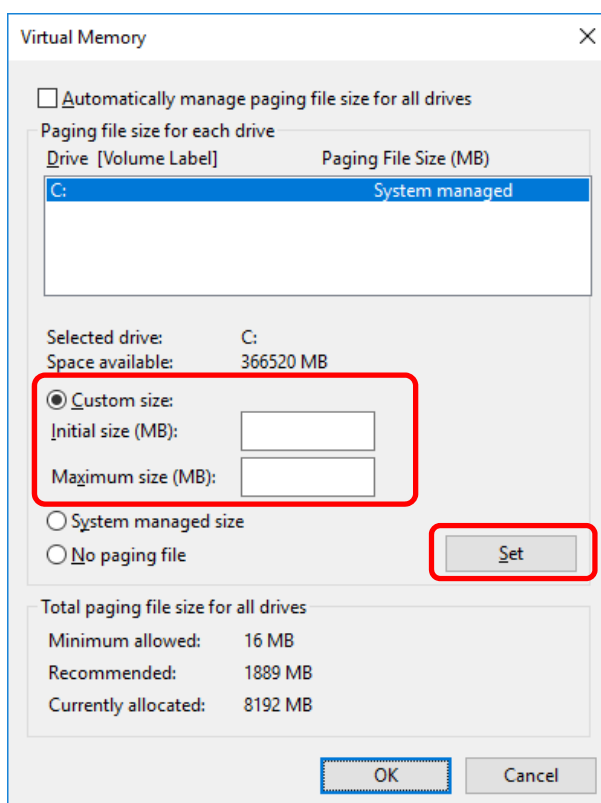 Virtual Memory
Automatically manage paging file size for all drives
Paging file size for each drive
Drive [Volume Label] Paging File Size (MB)
C: System managed
Selected drive: C:
Space available: 366520 MB
Custom size:
Initial size (MB):
Maximum size (MB):
System managed size
No paging file Set
Total paging file size for all drives
Minimum allowed: 16 MB
Recommended: 1889 MB
Currently allocated: 8192 MB
OK Cancel